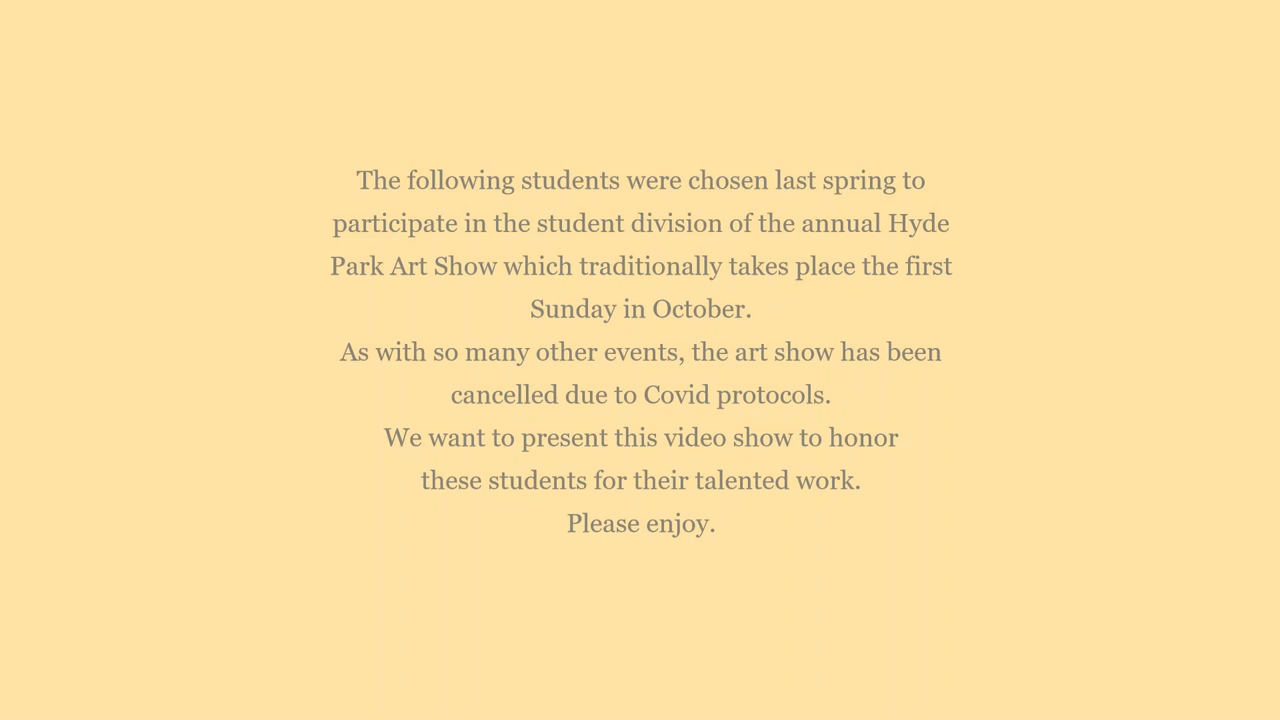 The following students were chosen last spring to
participate in the student division of the annual Hyde
Park Art Show which traditionally takes place the first
Sunday in October.
As with so many other events, the art show has been
cancelled due to Covid protocols.
We want to present this video show to honor
these students for their talented work.
Please enjoy.